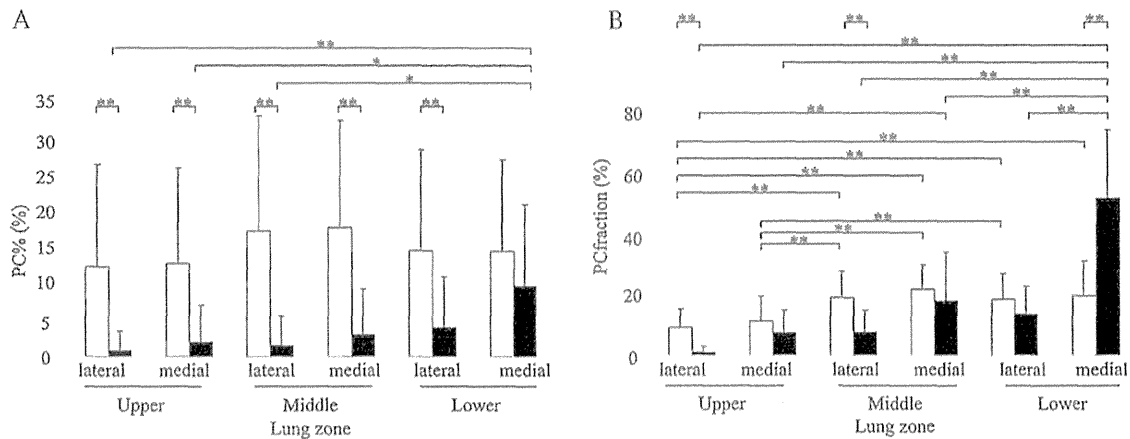 A
**
*
*
** ** ** ** **
35
30
25
20
15
10
5
0
PC% (%)
lateral medial lateral medial lateral medial
Upper Middle Lower
Lung zone
B
** ** **
**
**
**
**
** **
**
**
**
**
**
**
**
80
60
40
20
0
PCfraction (%)
lateral medial lateral medial lateral medial
Upper Middle Lower
Lung zone